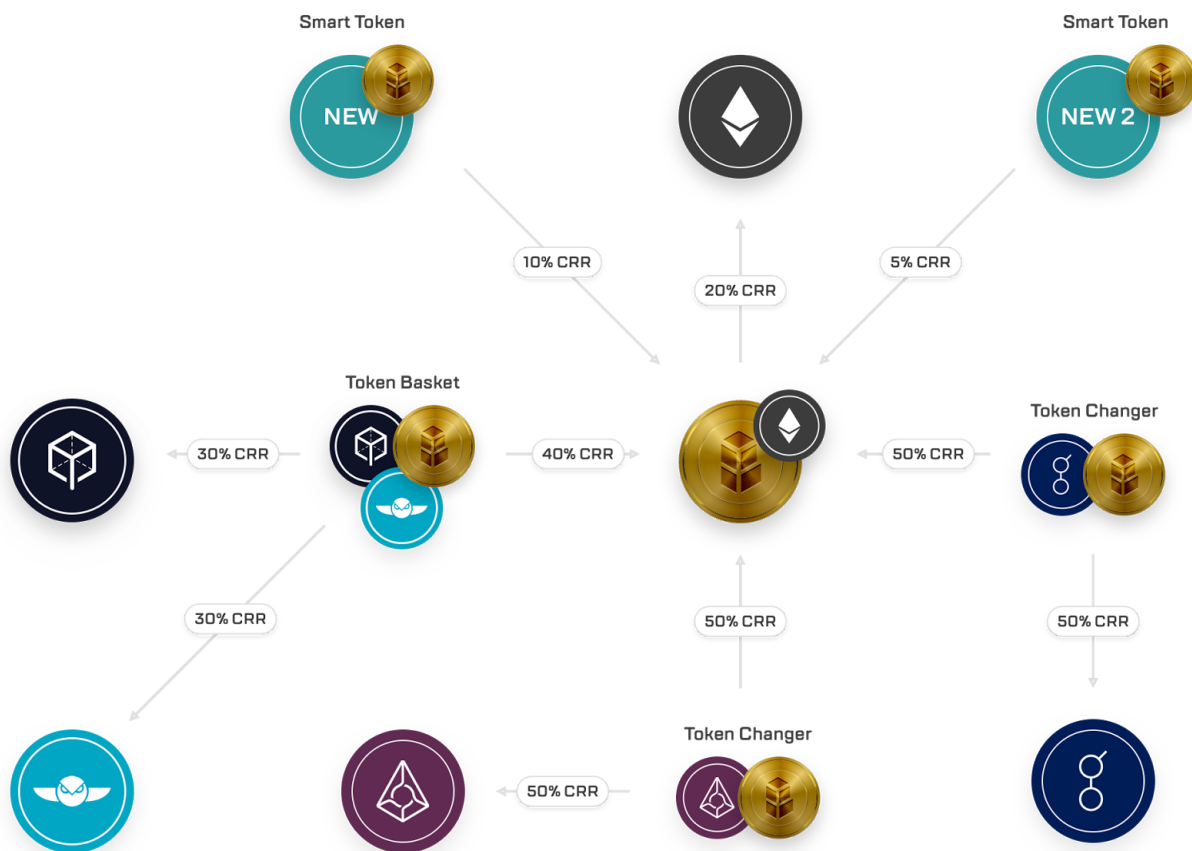 Smart Token
Smart Token
NEW
NEW 2
10% CRR
20% CRR
5% CRR
Token Basket
Token Changer
30% CRR
40% CRR
50% CRR
30% CRR
50% CRR
50% CRR
Token Changer
50% CRR